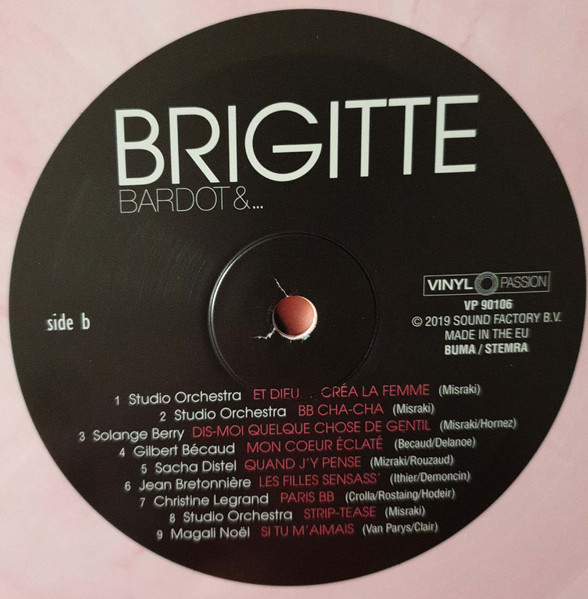 BRIGITTE
BARDOT & ...
VINYL PASSION
VP 90106
side b
© 2019 SOUND FACTORY B.V.
MADE IN THE EU
BUMA / STEMRA
1 Studio Orchestra ET DIEU . . CRÉA LA FEMME (Misraki)
2 Studio Orchestra BB CHA-CHA (Misraki)
3 Solange Berry DIS-MOI QUELQUE CHOSE DE GENTIL (Misraki/Hornez)
4 Gilbert Bécaud MON COEUR ÉCLATÉ (Becaud/Delanoe)
5 Sacha Distel QUAND J'Y PENSE (Mizraki/Rouzaud)
6 Jean Bretonnière LES FILLES SENSASS' (Ithier/Demoncin)
7 Christine Legrand PARIS BB (Crolla/Rostaing/Hodeir)
8 Studio Orchestra STRIP-TEASE (Misraki)
9 Magali Noël SI TU M'AIMAIS (Van Parys/Clair)